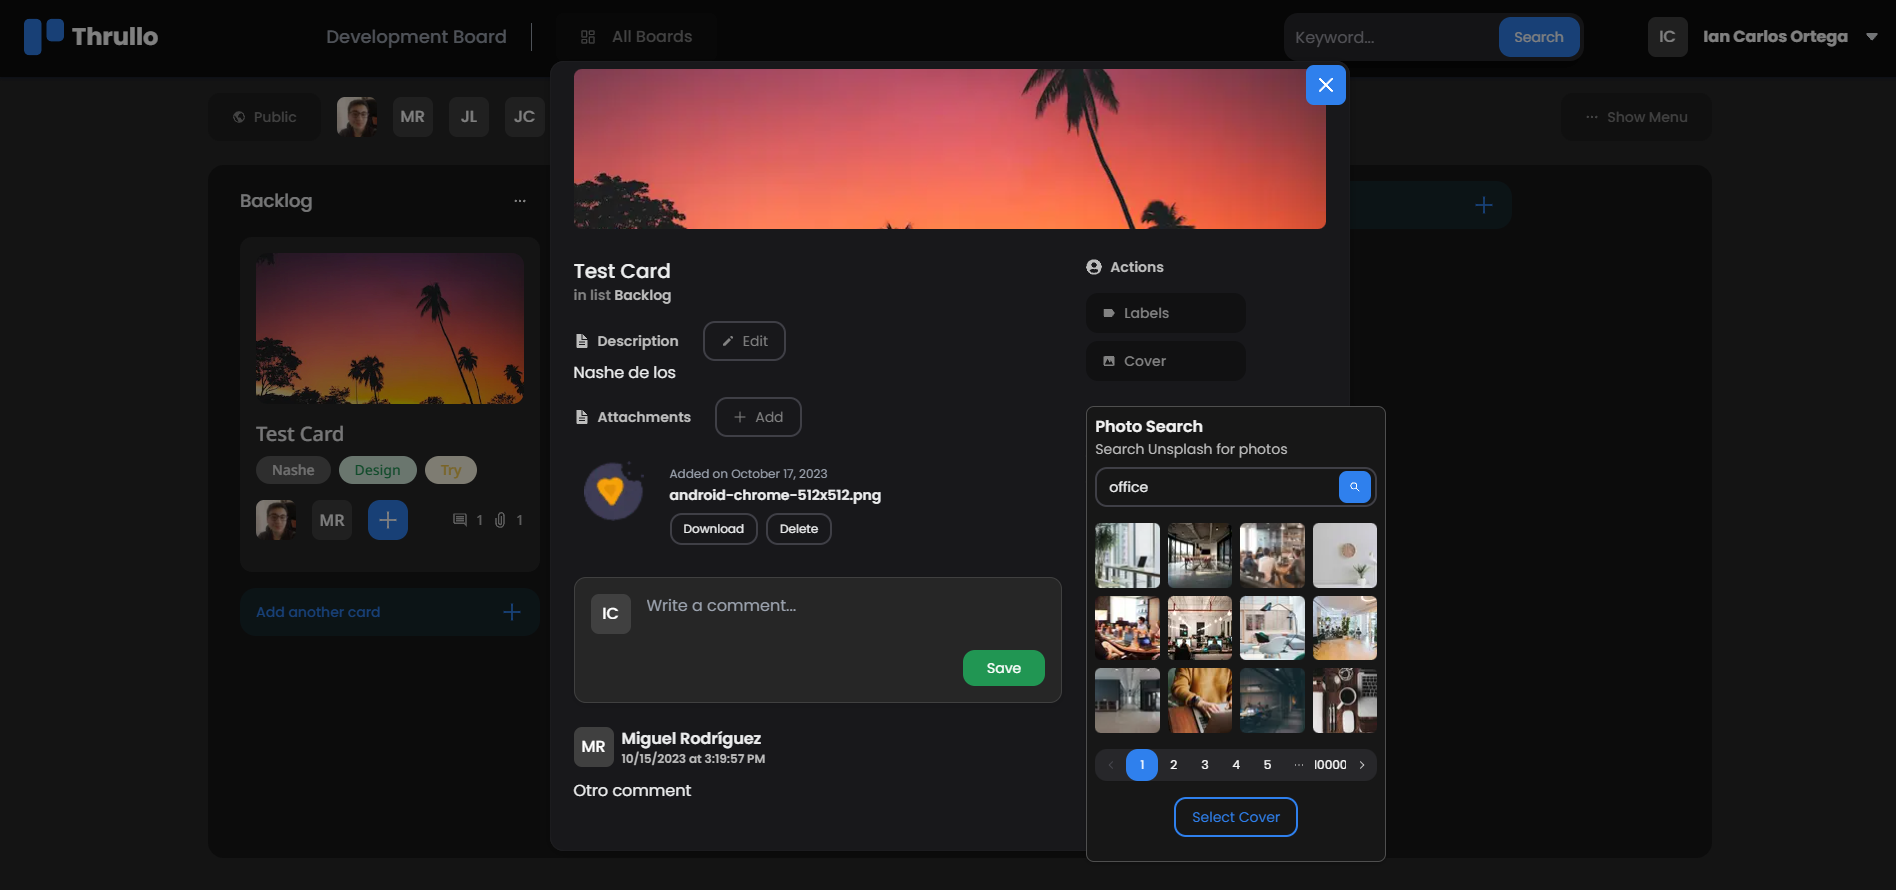 Thrullo
Development Board
All Boards
Keyword...
Search
IC
Ian Carlos Ortega
Public
MR
JL
JC
Show Menu
Backlog
Test Card
Nashe
Design
Try
MR
1
1
Add another card
Test Card
in list Backlog
Description
Edit
Nashe de los
Attachments
Add
Added on October 17, 2023
android-chrome-512x512.png
Download
Delete
IC
Write a comment...
Save
MR
Miguel Rodríguez
10/15/2023 at 3:19:57 PM
Otro comment
Actions
Labels
Cover
Photo Search
Search Unsplash for photos
office
1 2 3 4 5 ··· 10000
Select Cover